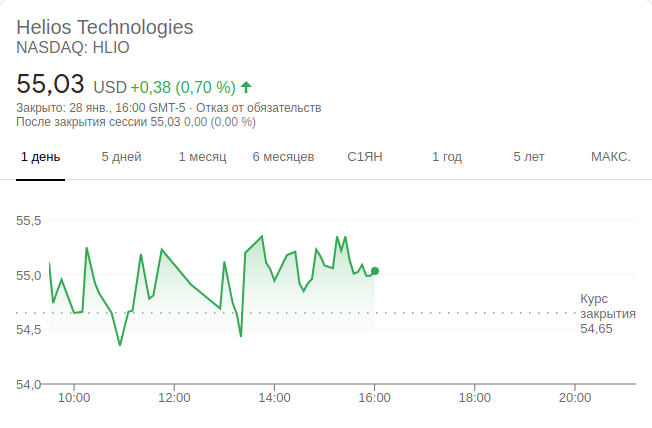 Helios Technologies
NASDAQ: HLIO
55,03 USD +0,38 (0,70 %)
Закрыто: 28 янв., 16:00 GMT-5 · Отказ от обязательств
После закрытия сессии 55,03 0,00 (0,00 %)
1 день 5 дней 1 месяц 6 месяцев С1ЯН 1 год 5 лет МАКС.
55,5
55,0
Курс
закрытия
54,65
54,5
54,0
10:00 12:00 14:00 16:00 18:00 20:00